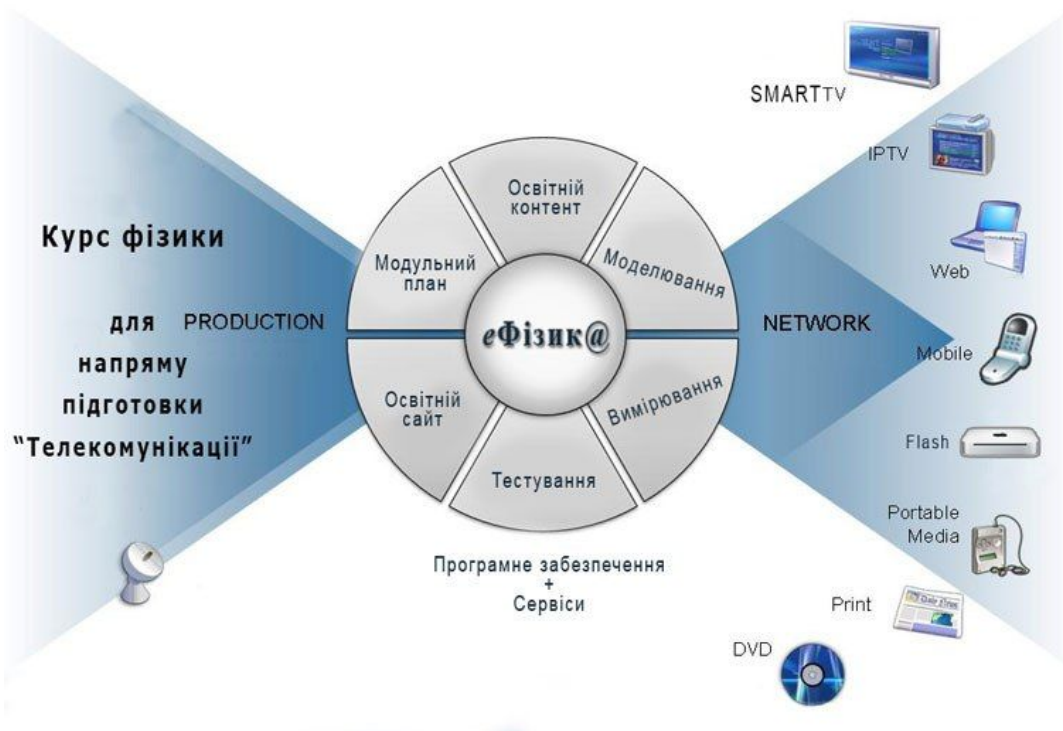 Курс фізики
для
напряму
підготовки
“Телекомунікації”
PRODUCTION
Освітній
контент
Модульний
план
Моделювання
еФізик@
Освітній
сайт
Вимірювання
Тестування
Програмне забезпечення
+
Сервіси
NETWORK
SMARTTV
IPTV
Web
Mobile
Flash
Portable
Media
Print
DVD